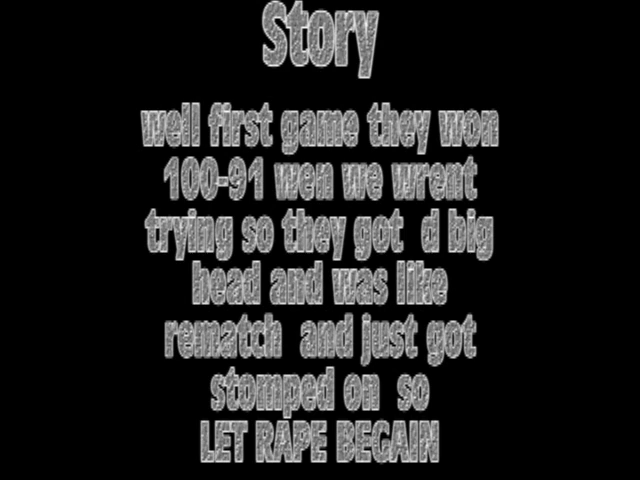 Story
well first game they won
100-91 wen we wrent
trying so they got d big
head and was like
rematch and just got
stomped on so
LET RAPE BEGAIN